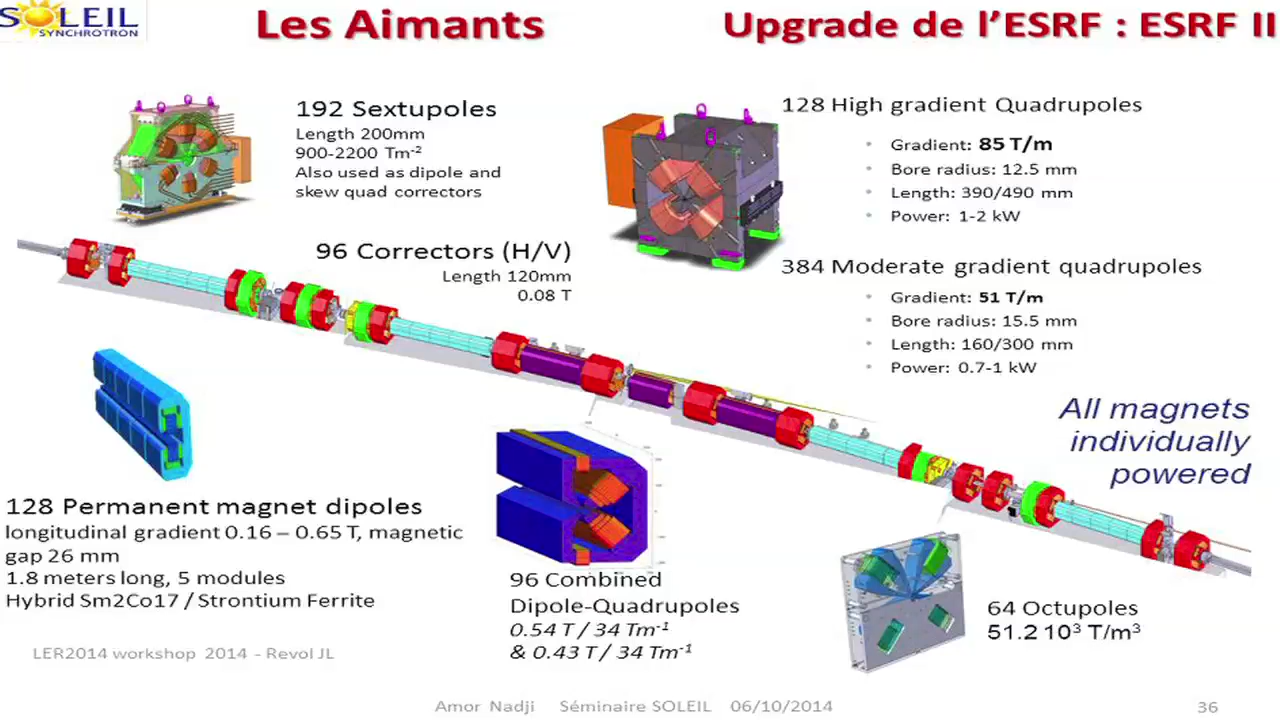 SOLEIL
SYNCHROTRON
Les Aimants
Upgrade de l’ESRF : ESRF II
192 Sextupoles
Length 200mm
900-2200 Tm-2
Also used as dipole and
skew quad correctors
96 Correctors (H/V)
Length 120mm
0.08 T
128 High gradient Quadrupoles
• Gradient: 85 T/m
• Bore radius: 12.5 mm
• Length: 390/490 mm
• Power: 1-2 kW
384 Moderate gradient quadrupoles
• Gradient: 51 T/m
• Bore radius: 15.5 mm
• Length: 160/300 mm
• Power: 0.7-1 kW
All magnets
individually
powered
128 Permanent magnet dipoles
longitudinal gradient 0.16 – 0.65 T, magnetic
gap 26 mm
1.8 meters long, 5 modules
Hybrid Sm2Co17 / Strontium Ferrite
96 Combined
Dipole-Quadrupoles
0.54 T / 34 Tm-1
& 0.43 T / 34 Tm-1
64 Octupoles
51.2 10³ T/m³
LER2014 workshop 2014 - Revol JL
Amor Nadji Séminaire SOLEIL 06/10/2014
36